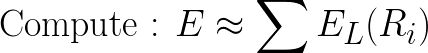 Compute : E ≈ ∑ E_L(R_i)